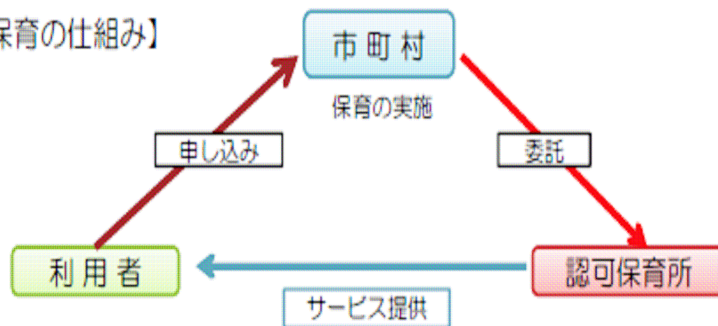 保育の仕組み】
市町村
保育の実施
申し込み
委託
利用者
認可保育所
サービス提供